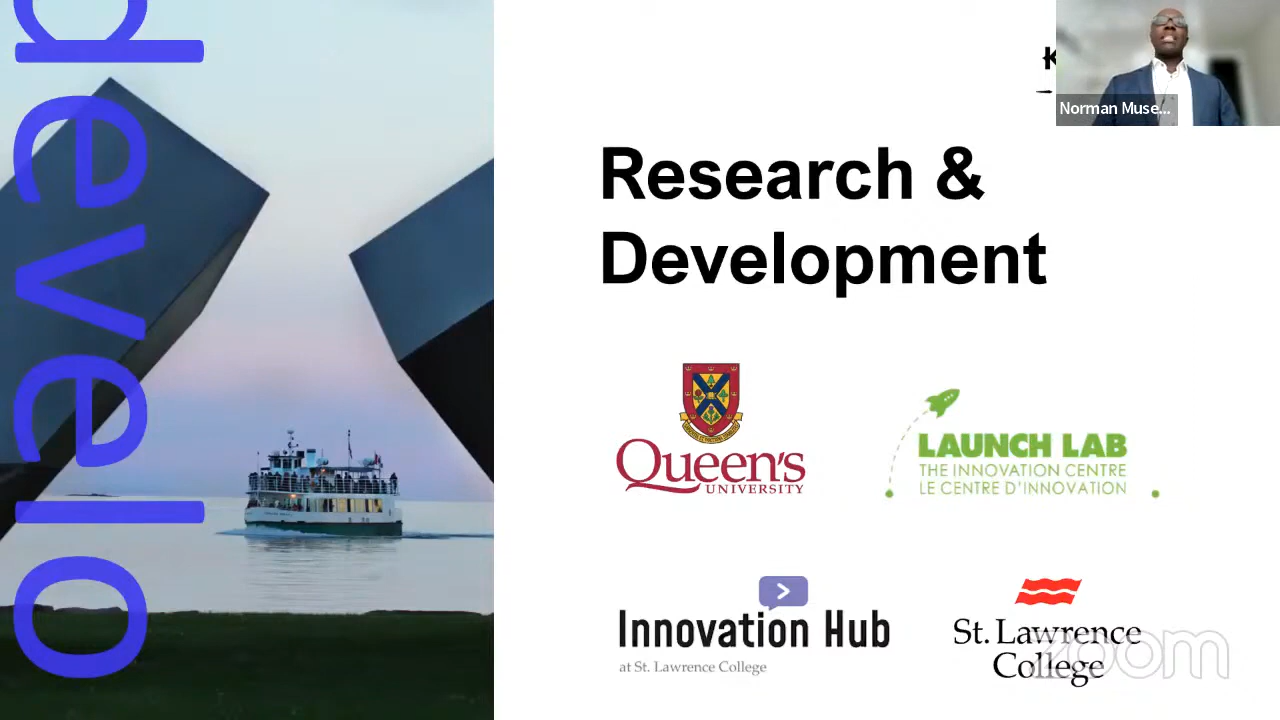 develo
K
Norman Muse...
Research &
Development
QUEEN'S
UNIVERSITY
LAUNCH LAB
THE INNOVATION CENTRE
LE CENTRE D'INNOVATION
Innovation Hub
at St. Lawrence College
St. Lawrence
College
zoom